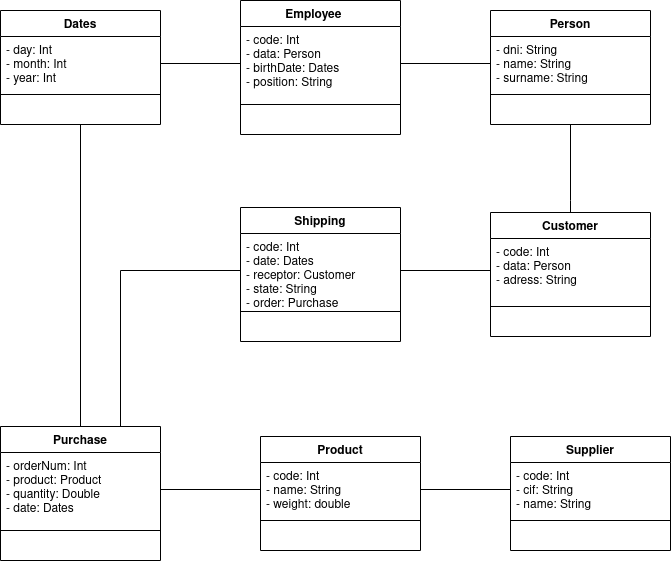 Dates
- day: Int
- month: Int
- year: Int
Employee
- code: Int
- data: Person
- birthDate: Dates
- position: String
Person
- dni: String
- name: String
- surname: String
Shipping
- code: Int
- date: Dates
- receptor: Customer
- state: String
- order: Purchase
Customer
- code: Int
- data: Person
- adress: String
Purchase
- orderNum: Int
- product: Product
- quantity: Double
- date: Dates
Product
- code: Int
- name: String
- weight: double
Supplier
- code: Int
- cif: String
- name: String